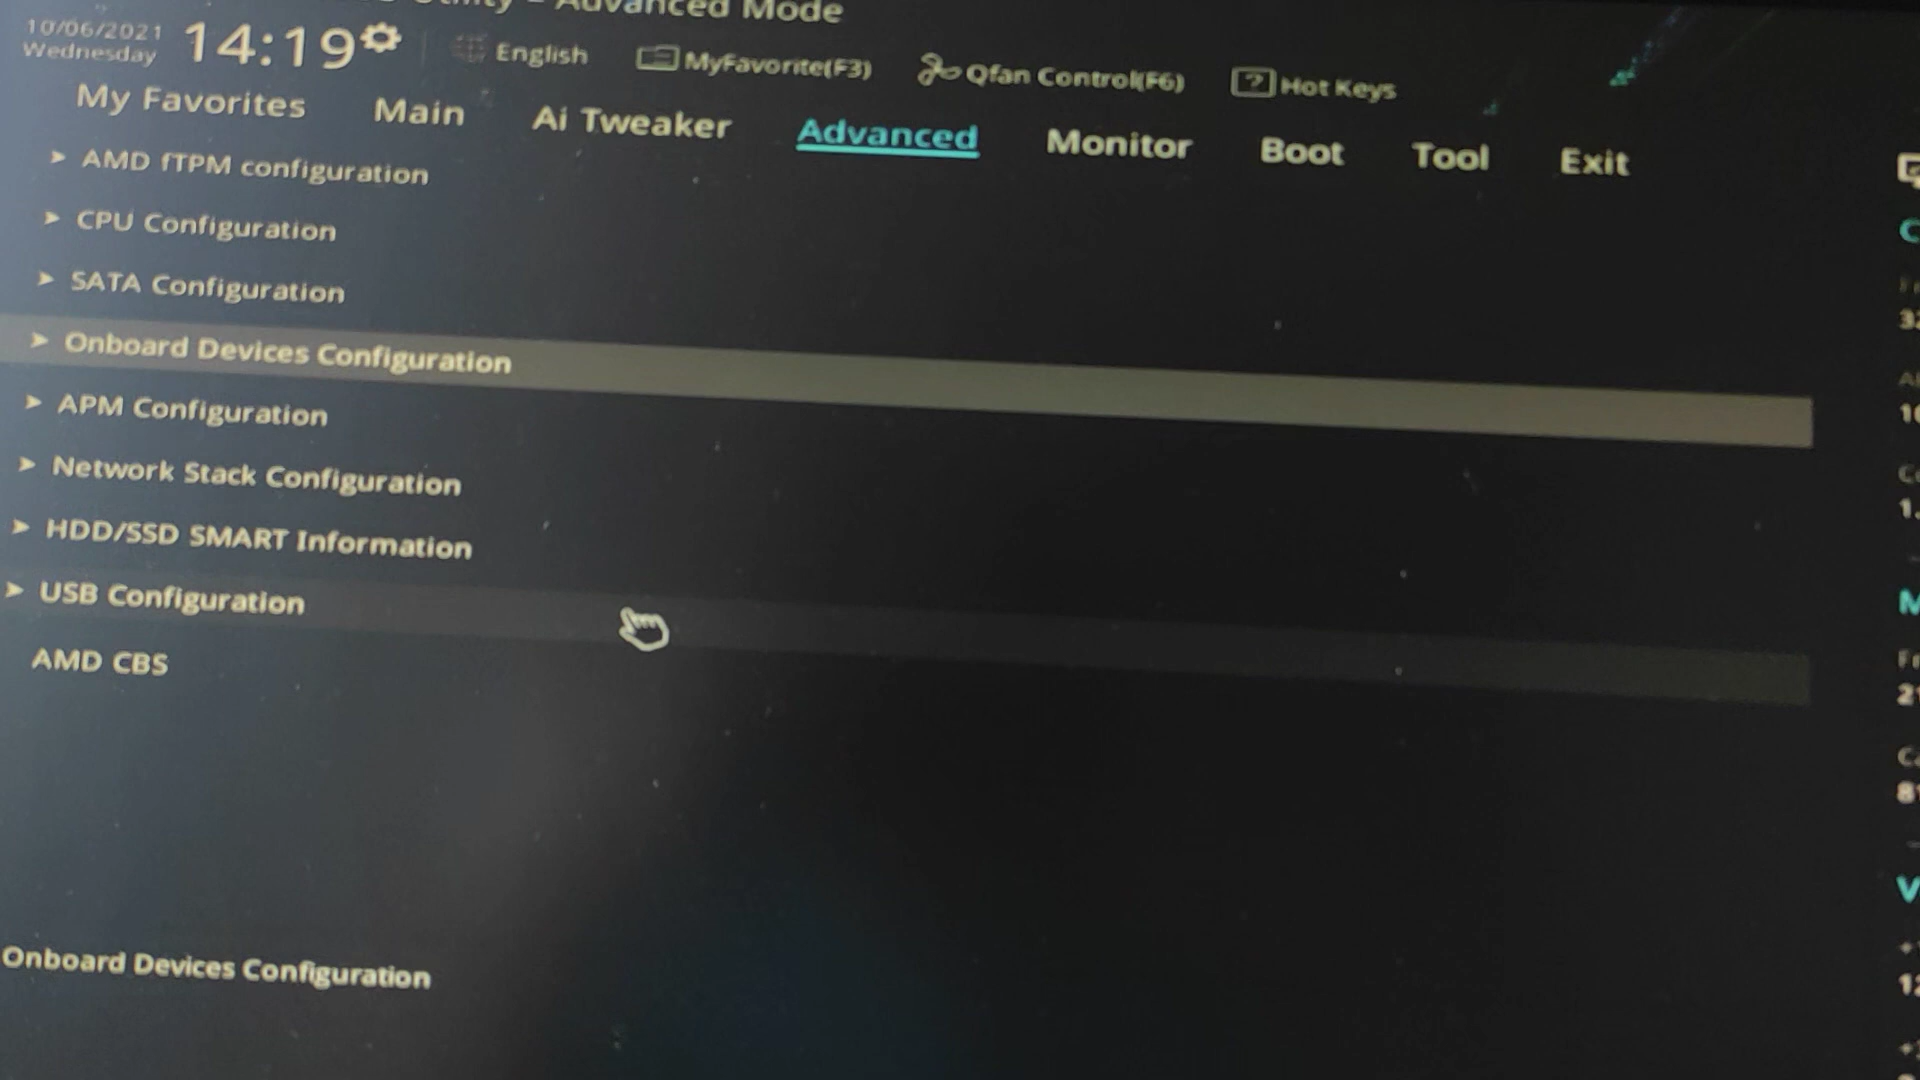 – Advanced Mode
10/06/2021
Wednesday
14:19
English
MyFavorite(F3)
Qfan Control(F6)
? Hot Keys
My Favorites Main Ai Tweaker Advanced Monitor Boot Tool Exit
AMD fTPM configuration
CPU Configuration
SATA Configuration
Onboard Devices Configuration
APM Configuration
Network Stack Configuration
HDD/SSD SMART Information
USB Configuration
AMD CBS
Onboard Devices Configuration